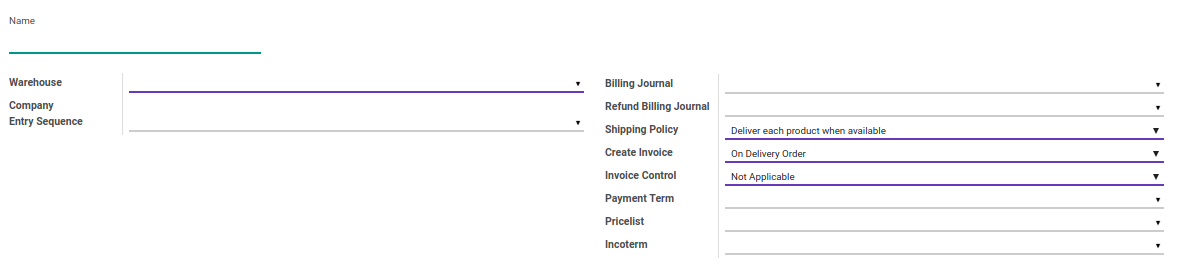 Name
Warehouse
Company
Entry Sequence
Billing Journal
Refund Billing Journal
Shipping Policy Deliver each product when available
Create Invoice On Delivery Order
Invoice Control Not Applicable
Payment Term
Pricelist
Incoterm